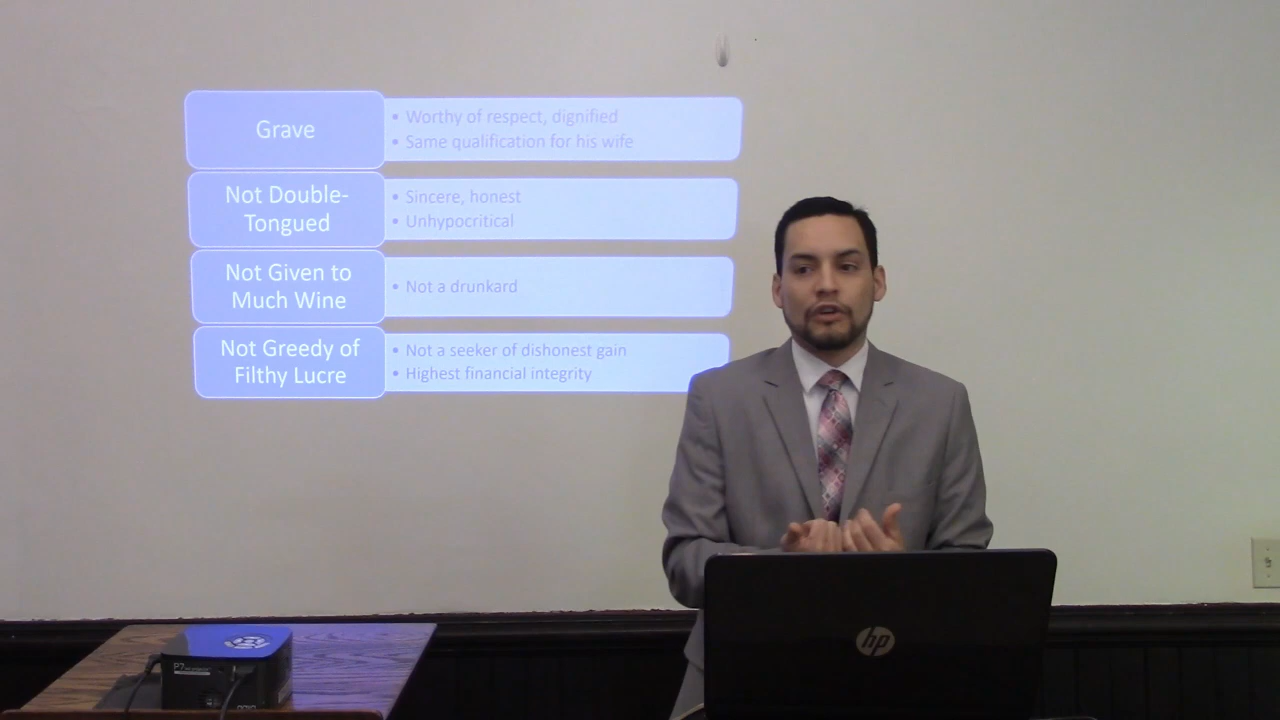 Grave
• Worthy of respect, dignified
• Same qualification for his wife
Not Double-
Tongued
• Sincere, honest
• Unhypocritical
Not Given to
Much Wine
• Not a drunkard
Not Greedy of
Filthy Lucre
• Not a seeker of dishonest gain
• Highest financial integrity
hp
P7